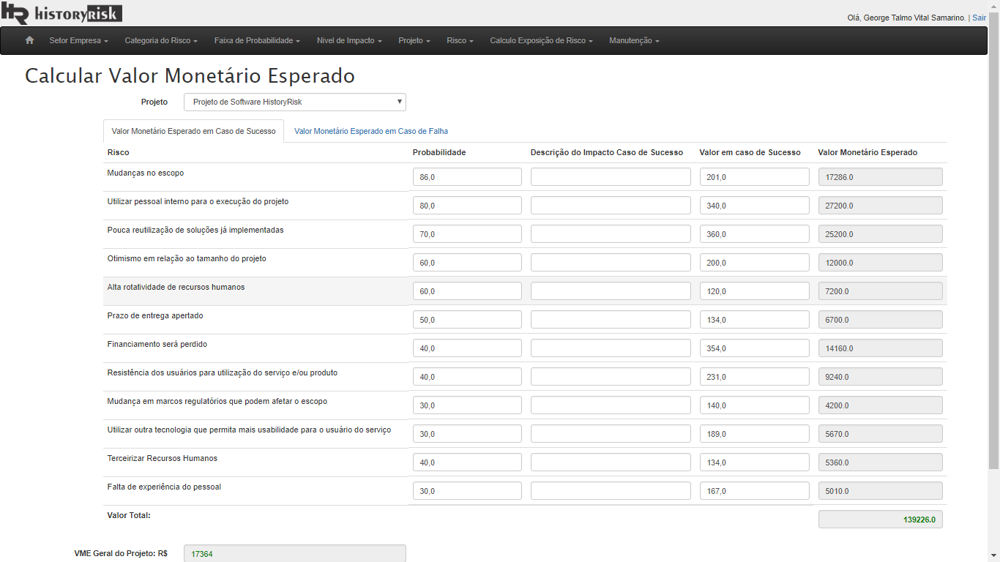 HR HISTORYRISK
Olá, George Talmo Vital Samarino. | Sair
Setor Empresa Categoria do Risco Faixa de Probabilidade Nivel de Impacto Projeto Risco Calculo Exposição de Risco Manutenção
Calcular Valor Monetário Esperado
Projeto Projeto de Software HistoryRisk
Valor Monetário Esperado em Caso de Sucesso Valor Monetário Esperado em Caso de Falha
Risco Probabilidade Descrição do Impacto Caso de Sucesso Valor em caso de Sucesso Valor Monetário Esperado
Mudanças no escopo 86,0 201,0 17286.0
Utilizar pessoal interno para o execução do projeto 80,0 340,0 27200.0
Pouca reutilização de soluções já implementadas 70,0 360,0 25200.0
Otimismo em relação ao tamanho do projeto 60,0 200,0 12000.0
Alta rotatividade de recursos humanos 60,0 120,0 7200.0
Prazo de entrega apertado 50,0 134,0 6700.0
Financiamento será perdido 40,0 354,0 14160.0
Resistência dos usuários para utilização do serviço e/ou produto 40,0 231,0 9240.0
Mudança em marcos regulatórios que podem afetar o escopo 30,0 140,0 4200.0
Utilizar outra tecnologia que permita mais usabilidade para o usuário do serviço 30,0 189,0 5670.0
Terceirizar Recursos Humanos 40,0 134,0 5360.0
Falta de experiência do pessoal 30,0 167,0 5010.0
Valor Total: 139226.0
VME Geral do Projeto: R$ 17364